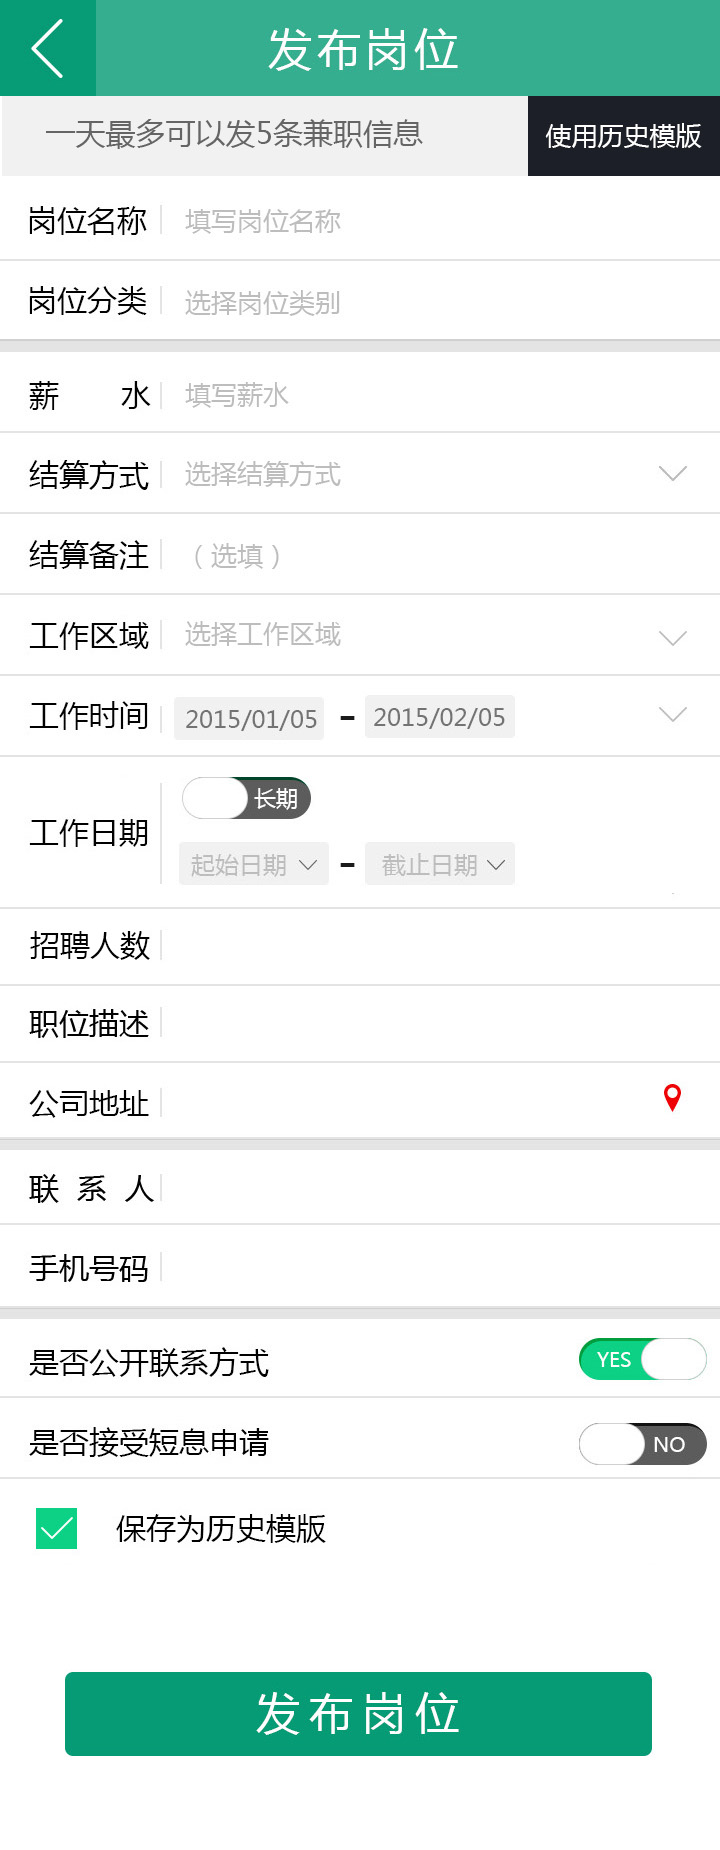 发布岗位
一天最多可以发5条兼职信息 使用历史模版
岗位名称 填写岗位名称
岗位分类 选择岗位类别
薪 水 填写薪水
结算方式 选择结算方式
结算备注 （选填）
工作区域 选择工作区域
工作时间 2015/01/05 - 2015/02/05
长期
工作日期
起始日期 - 截止日期
招聘人数
职位描述
公司地址
联 系 人
手机号码
是否公开联系方式 YES
是否接受短息申请 NO
保存为历史模版
发布岗位